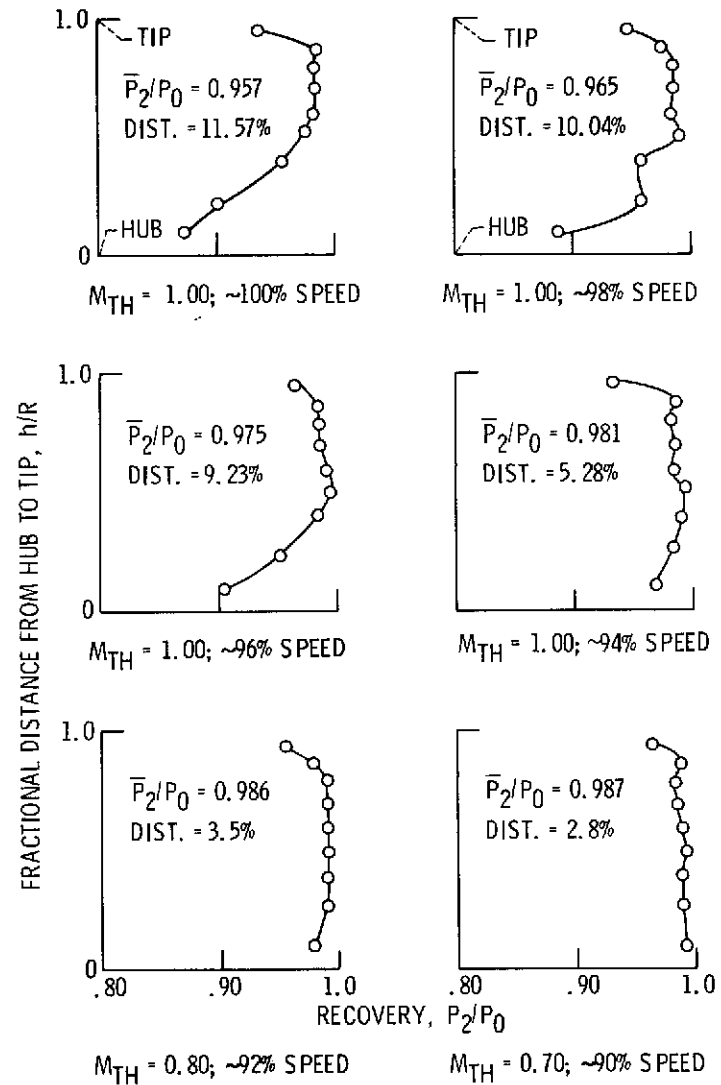 1.0
TIP
P̅2/P0 = 0.957
DIST. = 11.57%
HUB
0
MTH = 1.00; ~100% SPEED
TIP
P̅2/P0 = 0.965
DIST. = 10.04%
HUB
MTH = 1.00; ~98% SPEED
FRACTIONAL DISTANCE FROM HUB TO TIP, h/R
1.0
P̅2/P0 = 0.975
DIST. = 9.23%
0
MTH = 1.00; ~96% SPEED
P̅2/P0 = 0.981
DIST. = 5.28%
MTH = 1.00; ~94% SPEED
1.0
P̅2/P0 = 0.986
DIST. = 3.5%
0
.80 .90 1.0
P̅2/P0 = 0.987
DIST. = 2.8%
.80 .90 1.0
RECOVERY, P2/P0
MTH = 0.80; ~92% SPEED
MTH = 0.70; ~90% SPEED